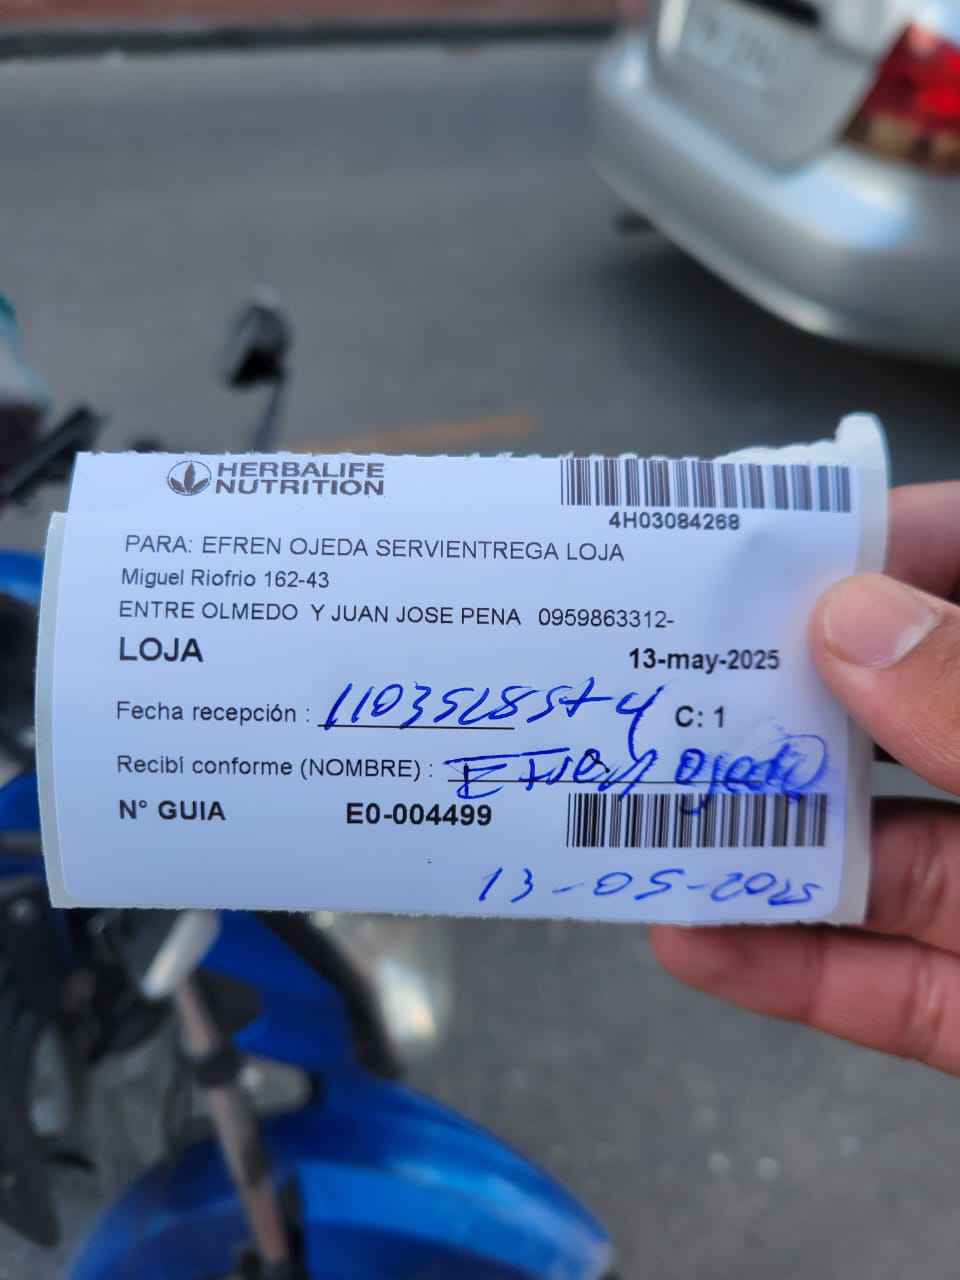 HERBALIFE
NUTRITION
4H03084268
PARA: EFREN OJEDA SERVIENTREGA LOJA
Miguel Riofrio 162-43
ENTRE OLMEDO Y JUAN JOSE PENA 0959863312-
LOJA
13-may-2025
Fecha recepción :
C: 1
Recibí conforme (NOMBRE) : Efren Ojeda
N° GUIA E0-004499
13-05-2025